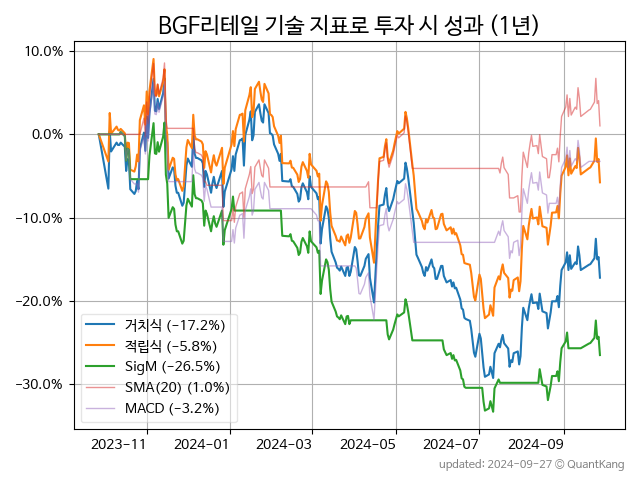 BGF리테일 기술 지표로 투자 시 성과 (1년)
10.0%
0.0%
−10.0%
−20.0%
−30.0%
거치식 (−17.2%)
적립식 (−5.8%)
SigM (−26.5%)
SMA(20) (1.0%)
MACD (−3.2%)
2023−11
2024−01
2024−03
2024−05
2024−07
2024−09
updated: 2024−09−27 © QuantKang